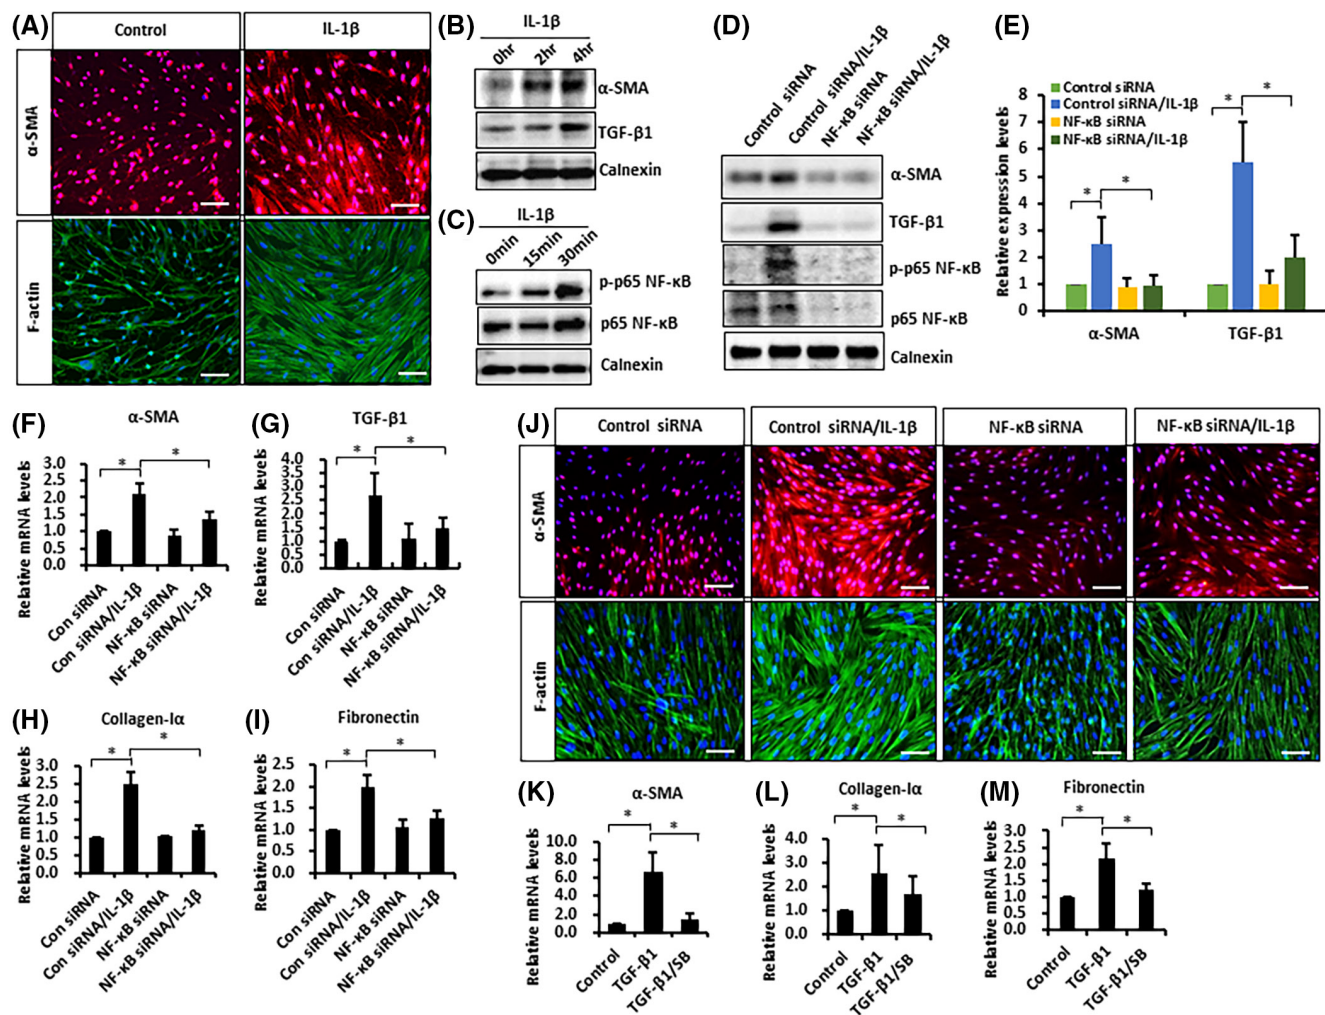 (A)
Control
IL-1β
α-SMA
F-actin
(B)
IL-1β
0hr 2hr 4hr
α-SMA
TGF-β1
Calnexin
(C)
IL-1β
0min 15min 30min
p-p65 NF-κB
p65 NF-κB
Calnexin
(D)
Control siRNA
Control siRNA/IL-1β
NF-κB siRNA
NF-κB siRNA/IL-1β
α-SMA
TGF-β1
p-p65 NF-κB
p65 NF-κB
Calnexin
(E)
Relative expression levels
8
7
6
5
4
3
2
1
0
Control siRNA
Control siRNA/IL-1β
NF-κB siRNA
NF-κB siRNA/IL-1β
* *
* *
α-SMA TGF-β1
(F)
α-SMA
Relative mRNA levels
3.0
2.5
2.0
1.5
1.0
0.5
0.0
* *
Con siRNA
Con siRNA/IL-1β
NF-κB siRNA
NF-κB siRNA/IL-1β
(G)
TGF-β1
Relative mRNA levels
4.0
3.5
3.0
2.5
2.0
1.5
1.0
0.5
0.0
* *
Con siRNA
Con siRNA/IL-1β
NF-κB siRNA
NF-κB siRNA/IL-1β
(H)
Collagen-Iα
Relative mRNA levels
3.0
2.5
2.0
1.5
1.0
0.5
0.0
* *
Con siRNA
Con siRNA/IL-1β
NF-κB siRNA
NF-κB siRNA/IL-1β
(I)
Fibronectin
Relative mRNA levels
2.5
2.0
1.5
1.0
0.5
0.0
* *
Con siRNA
Con siRNA/IL-1β
NF-κB siRNA
NF-κB siRNA/IL-1β
(J)
Control siRNA
Control siRNA/IL-1β
NF-κB siRNA
NF-κB siRNA/IL-1β
α-SMA
F-actin
(K)
α-SMA
Relative mRNA levels
10.0
8.0
6.0
4.0
2.0
0.0
* *
Control
TGF-β1
TGF-β1/SB
(L)
Collagen-Iα
Relative mRNA levels
4.0
3.0
2.0
1.0
0.0
* *
Control
TGF-β1
TGF-β1/SB
(M)
Fibronectin
Relative mRNA levels
3.0
2.5
2.0
1.5
1.0
0.5
0.0
* *
Control
TGF-β1
TGF-β1/SB